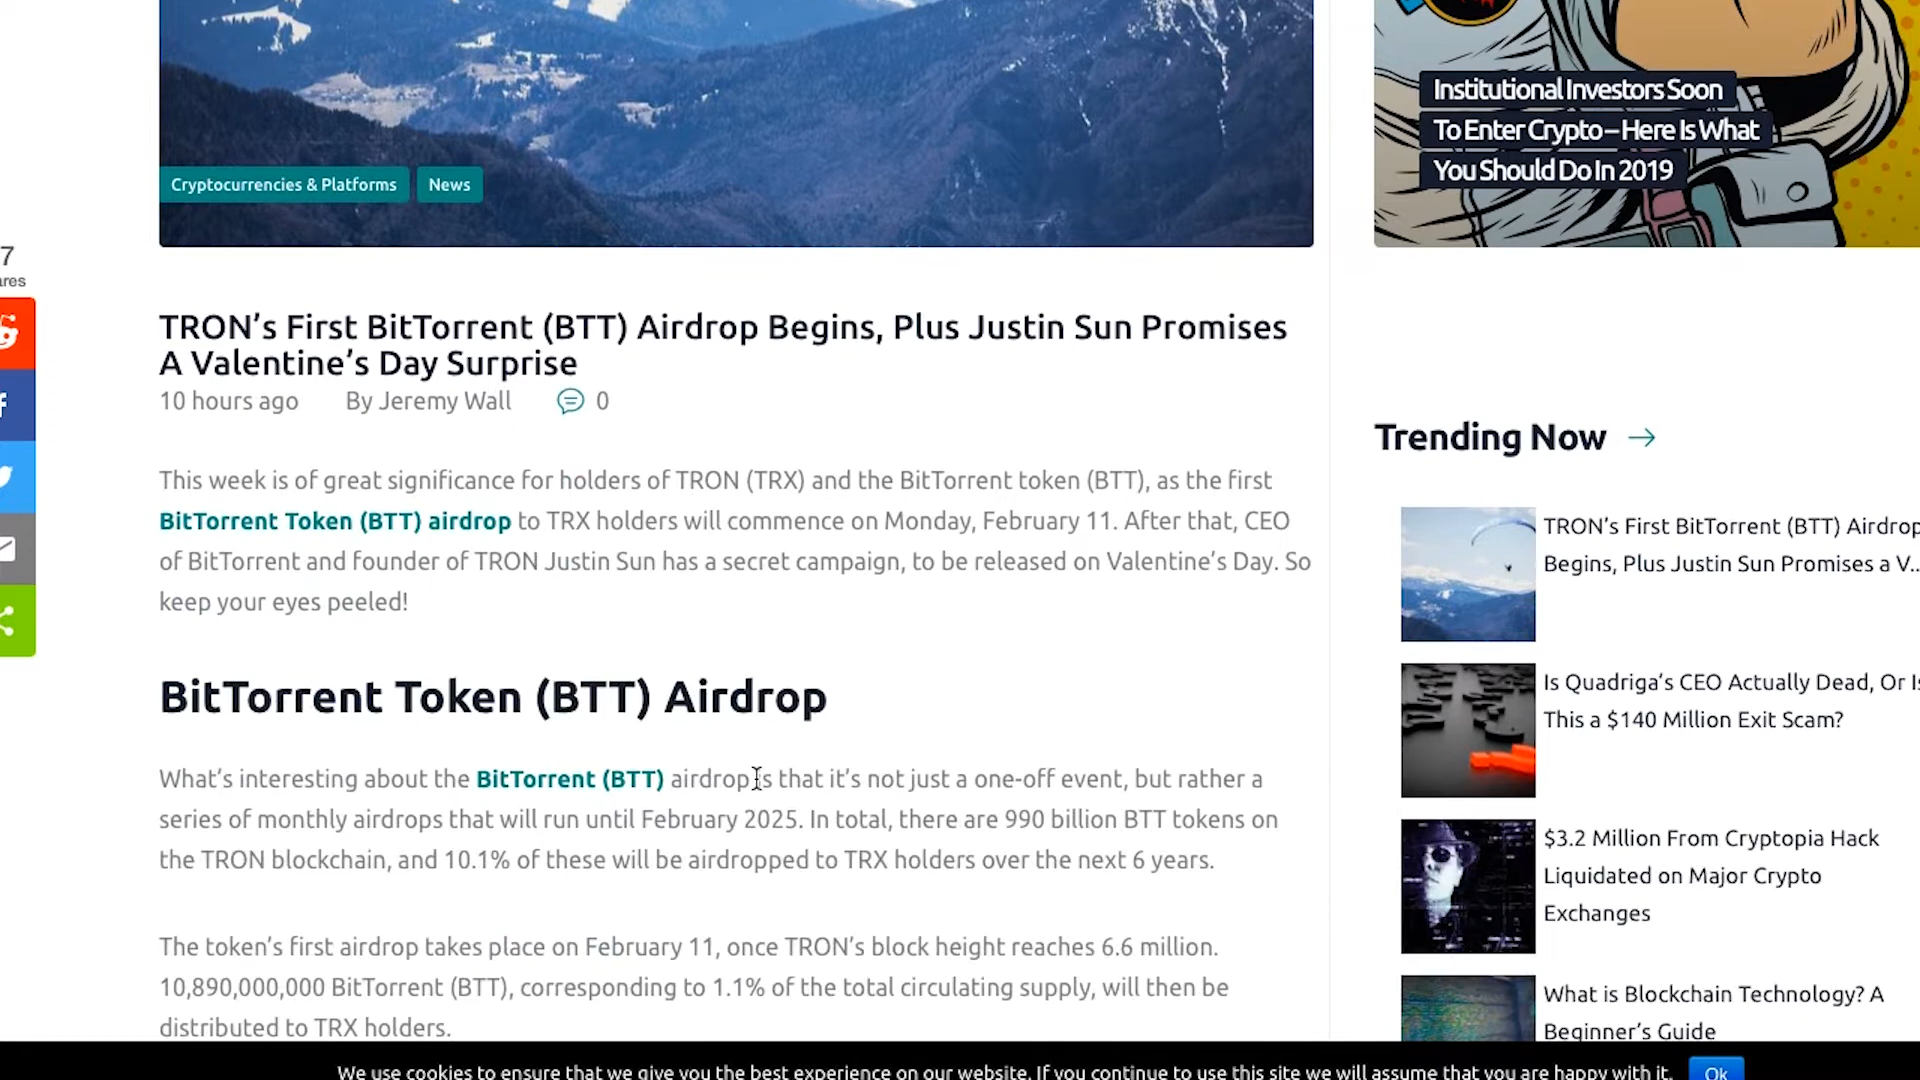 Institutional Investors Soon
To Enter Crypto – Here Is What
You Should Do In 2019
Cryptocurrencies & Platforms
News
7
TRON’s First BitTorrent (BTT) Airdrop Begins, Plus Justin Sun Promises
A Valentine’s Day Surprise
10 hours ago By Jeremy Wall 0
This week is of great significance for holders of TRON (TRX) and the BitTorrent token (BTT), as the first
BitTorrent Token (BTT) airdrop to TRX holders will commence on Monday, February 11. After that, CEO
of BitTorrent and founder of TRON Justin Sun has a secret campaign, to be released on Valentine’s Day. So
keep your eyes peeled!
BitTorrent Token (BTT) Airdrop
What’s interesting about the BitTorrent (BTT) airdrop is that it’s not just a one-off event, but rather a
series of monthly airdrops that will run until February 2025. In total, there are 990 billion BTT tokens on
the TRON blockchain, and 10.1% of these will be airdropped to TRX holders over the next 6 years.
The token’s first airdrop takes place on February 11, once TRON’s block height reaches 6.6 million.
10,890,000,000 BitTorrent (BTT), corresponding to 1.1% of the total circulating supply, will then be
distributed to TRX holders.
Trending Now
TRON’s First BitTorrent (BTT) Airdrop
Begins, Plus Justin Sun Promises a V...
Is Quadriga’s CEO Actually Dead, Or Is
This a $140 Million Exit Scam?
$3.2 Million From Cryptopia Hack
Liquidated on Major Crypto
Exchanges
What is Blockchain Technology? A
Beginner’s Guide
We use cookies to ensure that we give you the best experience on our website. If you continue to use this site we will assume that you are happy with it.
Ok